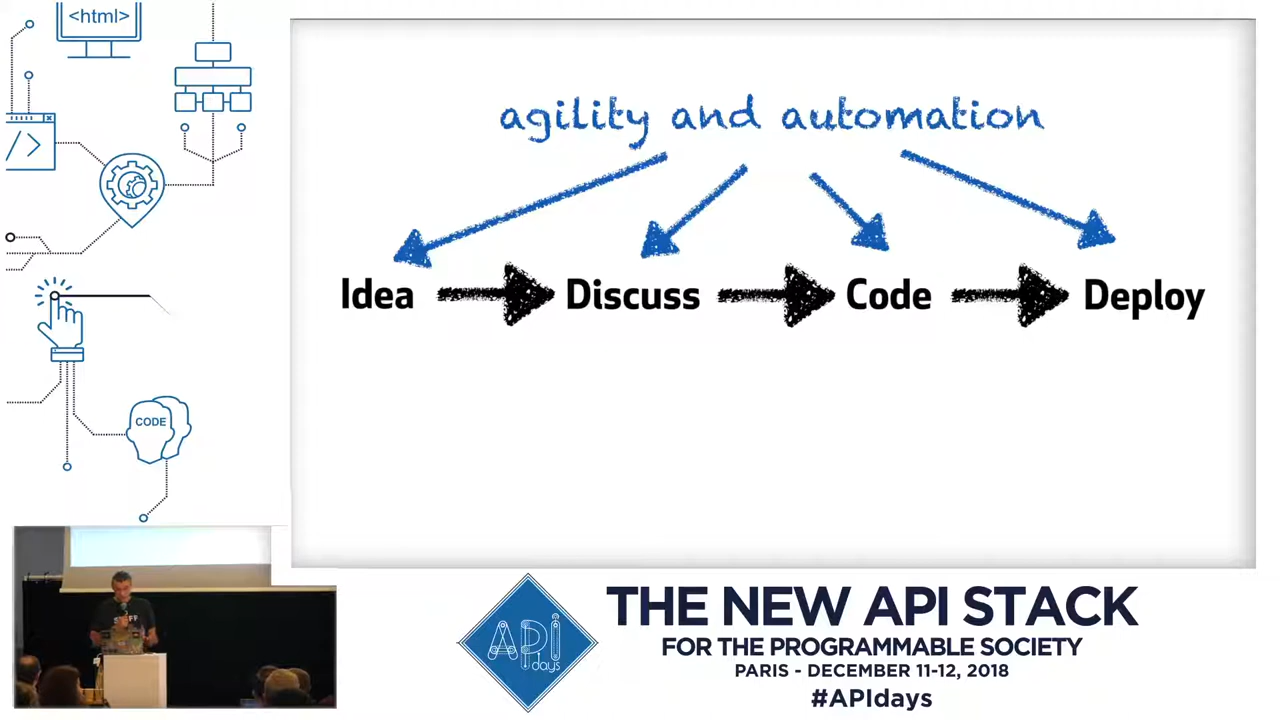 <html>
agility and automation
</>
Idea Discuss Code Deploy
CODE
API
days
THE NEW API STACK
FOR THE PROGRAMMABLE SOCIETY
PARIS - DECEMBER 11-12, 2018
#APIdays